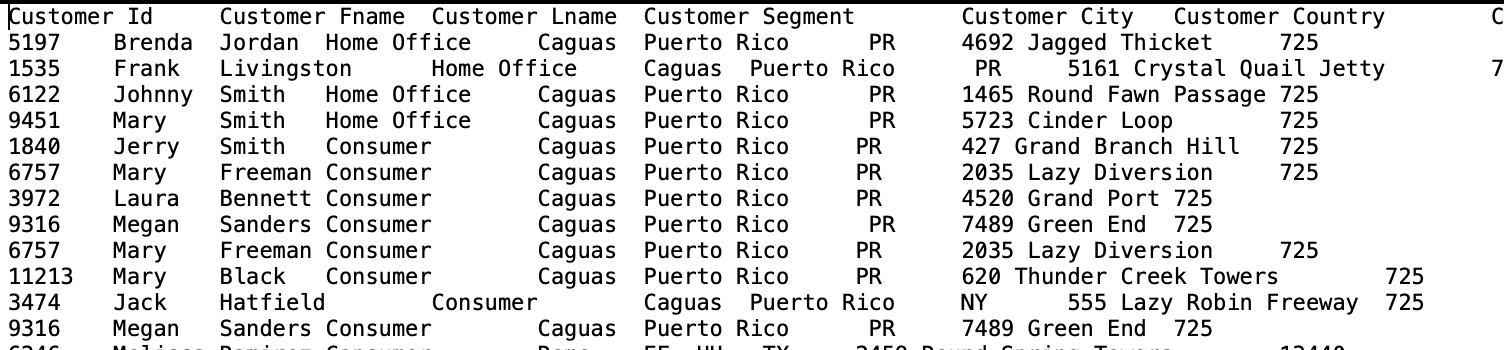 Customer Id Customer Fname Customer Lname Customer Segment Customer City Customer Country C
5197 Brenda Jordan Home Office Caguas Puerto Rico PR 4692 Jagged Thicket 725
1535 Frank Livingston Home Office Caguas Puerto Rico PR 5161 Crystal Quail Jetty 7
6122 Johnny Smith Home Office Caguas Puerto Rico PR 1465 Round Fawn Passage 725
9451 Mary Smith Home Office Caguas Puerto Rico PR 5723 Cinder Loop 725
1840 Jerry Smith Consumer Caguas Puerto Rico PR 427 Grand Branch Hill 725
6757 Mary Freeman Consumer Caguas Puerto Rico PR 2035 Lazy Diversion 725
3972 Laura Bennett Consumer Caguas Puerto Rico PR 4520 Grand Port 725
9316 Megan Sanders Consumer Caguas Puerto Rico PR 7489 Green End 725
6757 Mary Freeman Consumer Caguas Puerto Rico PR 2035 Lazy Diversion 725
11213 Mary Black Consumer Caguas Puerto Rico PR 620 Thunder Creek Towers 725
3474 Jack Hatfield Consumer Caguas Puerto Rico NY 555 Lazy Robin Freeway 725
9316 Megan Sanders Consumer Caguas Puerto Rico PR 7489 Green End 725